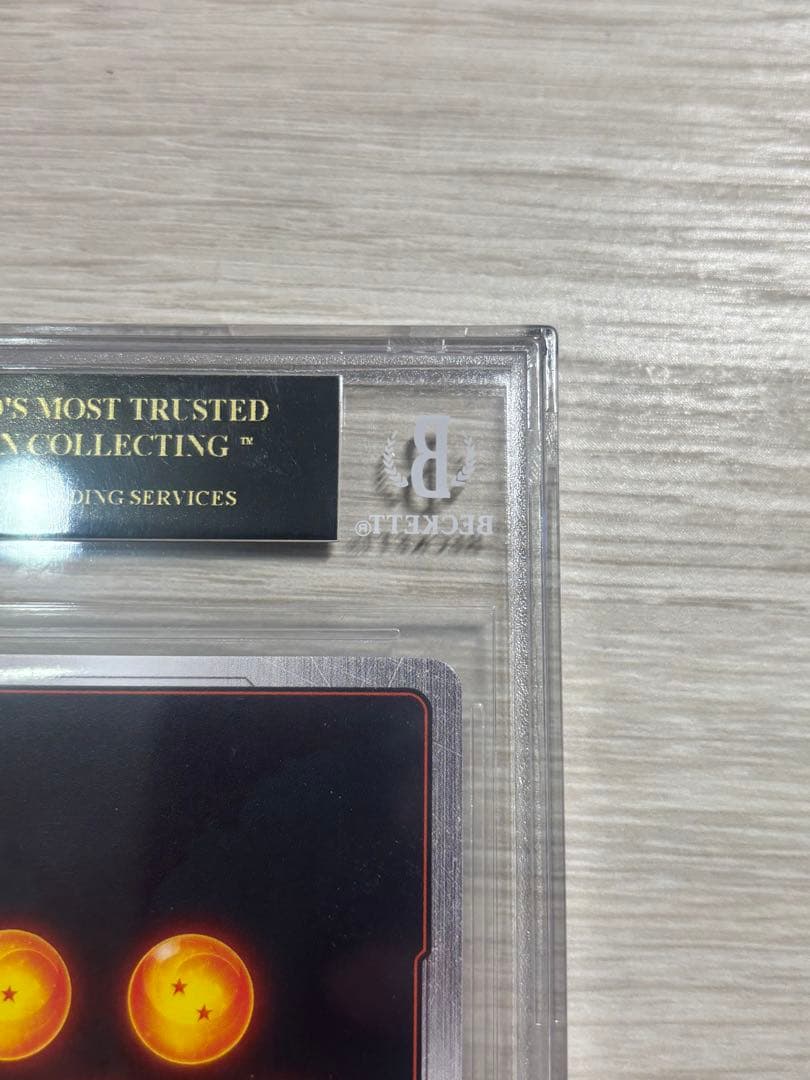 'S MOST TRUSTED
N COLLECTING ™
DING SERVICES
B
BECKETT®